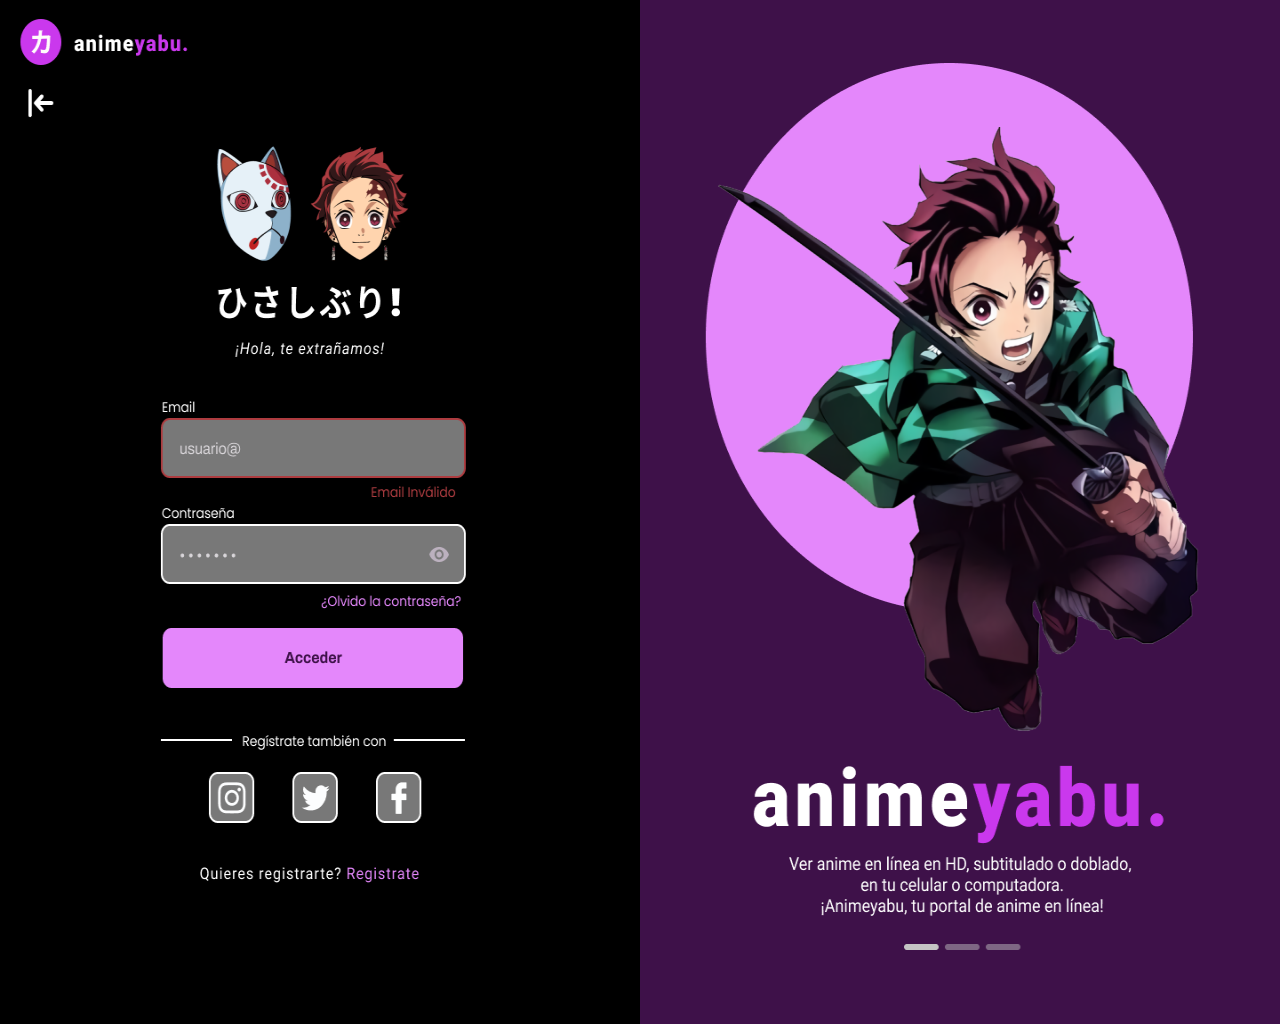 カ animeyabu.
ひさしぶり!
¡Hola, te extrañamos!
Email
usuario@
Email Inválido
Contraseña
•••••••
¿Olvido la contraseña?
Acceder
Regístrate también con
Quieres registrarte? Registrate
animeyabu.
Ver anime en línea en HD, subtitulado o doblado,
en tu celular o computadora.
¡Animeyabu, tu portal de anime en línea!